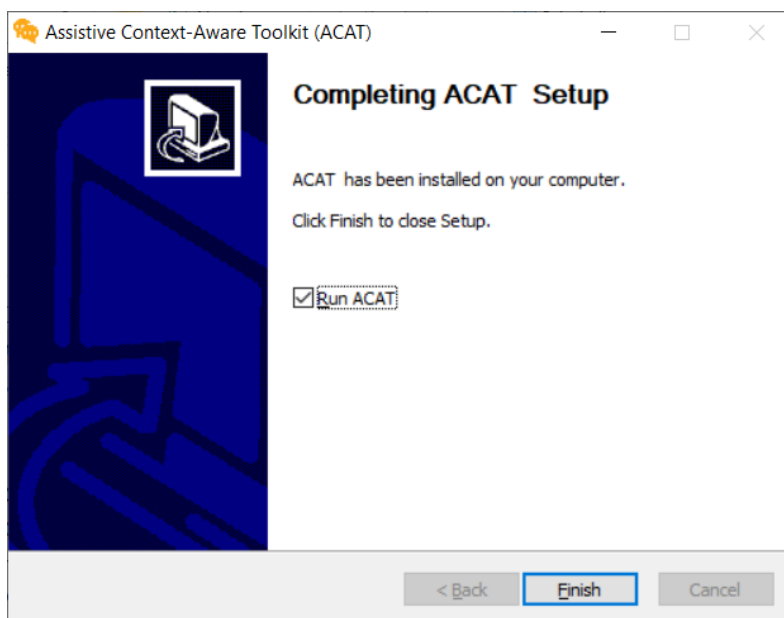 Assistive Context-Aware Toolkit (ACAT)
Completing ACAT  Setup
ACAT  has been installed on your computer.
Click Finish to close Setup.
Run ACAT
< Back
Finish
Cancel